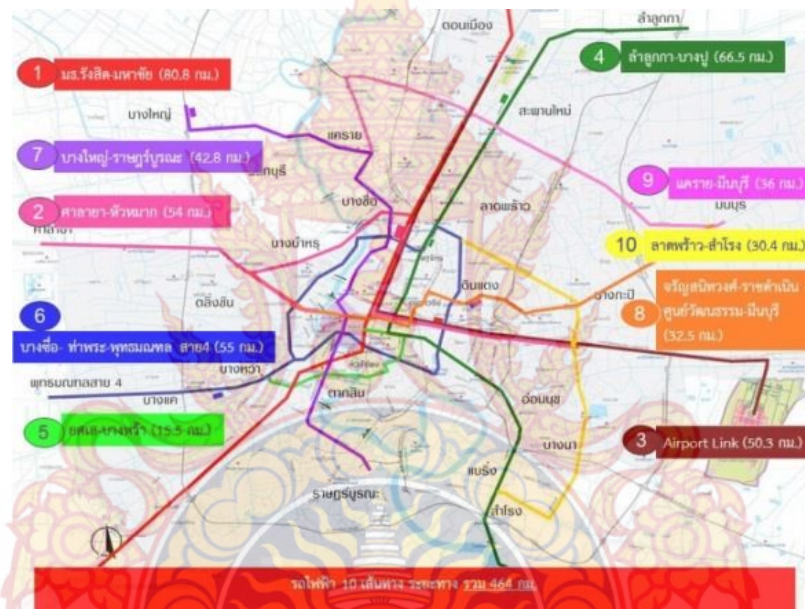 ดอนเมือง
ลำลูกกา
1 มธ.รังสิต-มหาชัย (80.8 กม.)
4 ลำลูกกา-บางปู (66.5 กม.)
สะพานใหม่
บางใหญ่
แคราย
7 บางใหญ่-ราษฎร์บูรณะ (42.8 กม.)
บางซื่อ
ลาดพร้าว
9 แคราย-มีนบุรี (36 กม.)
มีนบุรี
2 ศาลายา-หัวหมาก (54 กม.)
ศาลายา
บางบำหรุ
10 ลาดพร้าว-สำโรง (30.4 กม.)
ดินแดง
บางกะปิ
ตลิ่งชัน
8 จรัญสนิทวงศ์-ราชดำเนิน
ศูนย์วัฒนธรรม-มีนบุรี
(32.5 กม.)
6
บางซื่อ- ท่าพระ-พุทธมณฑล สาย4 (55 กม.)
พุทธมณฑลสาย 4
บางหว้า
บางแค
ตากสิน
อ่อนนุช
5 ยศเส-บางหว้า (15.5 กม.)
บางนา
3 Airport Link (50.3 กม.)
แบริ่ง
ราษฎร์บูรณะ
สำโรง
รถไฟฟ้า 10 เส้นทาง ระยะทาง รวม 464 กม.